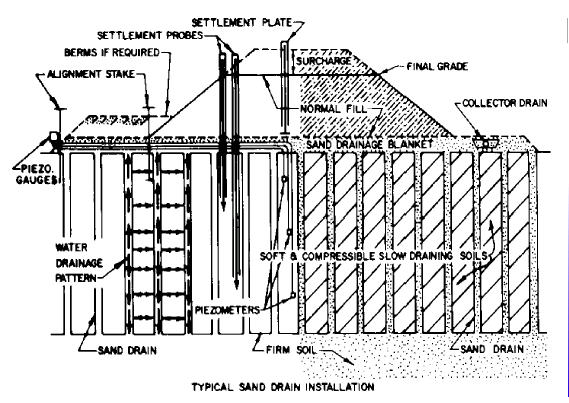 SETTLEMENT PLATE
SETTLEMENT PROBES
BERMS IF REQUIRED
SURCHARGE
ALIGNMENT STAKE
FINAL GRADE
NORMAL FILL
COLLECTOR DRAIN
SAND DRAINAGE BLANKET
PIEZO.
GAUGES
WATER
DRAINAGE
PATTERN
SOFT & COMPRESSIBLE SLOW DRAINING SOILS
PIEZOMETERS
SAND DRAIN
FIRM SOIL
SAND DRAIN
TYPICAL SAND DRAIN INSTALLATION